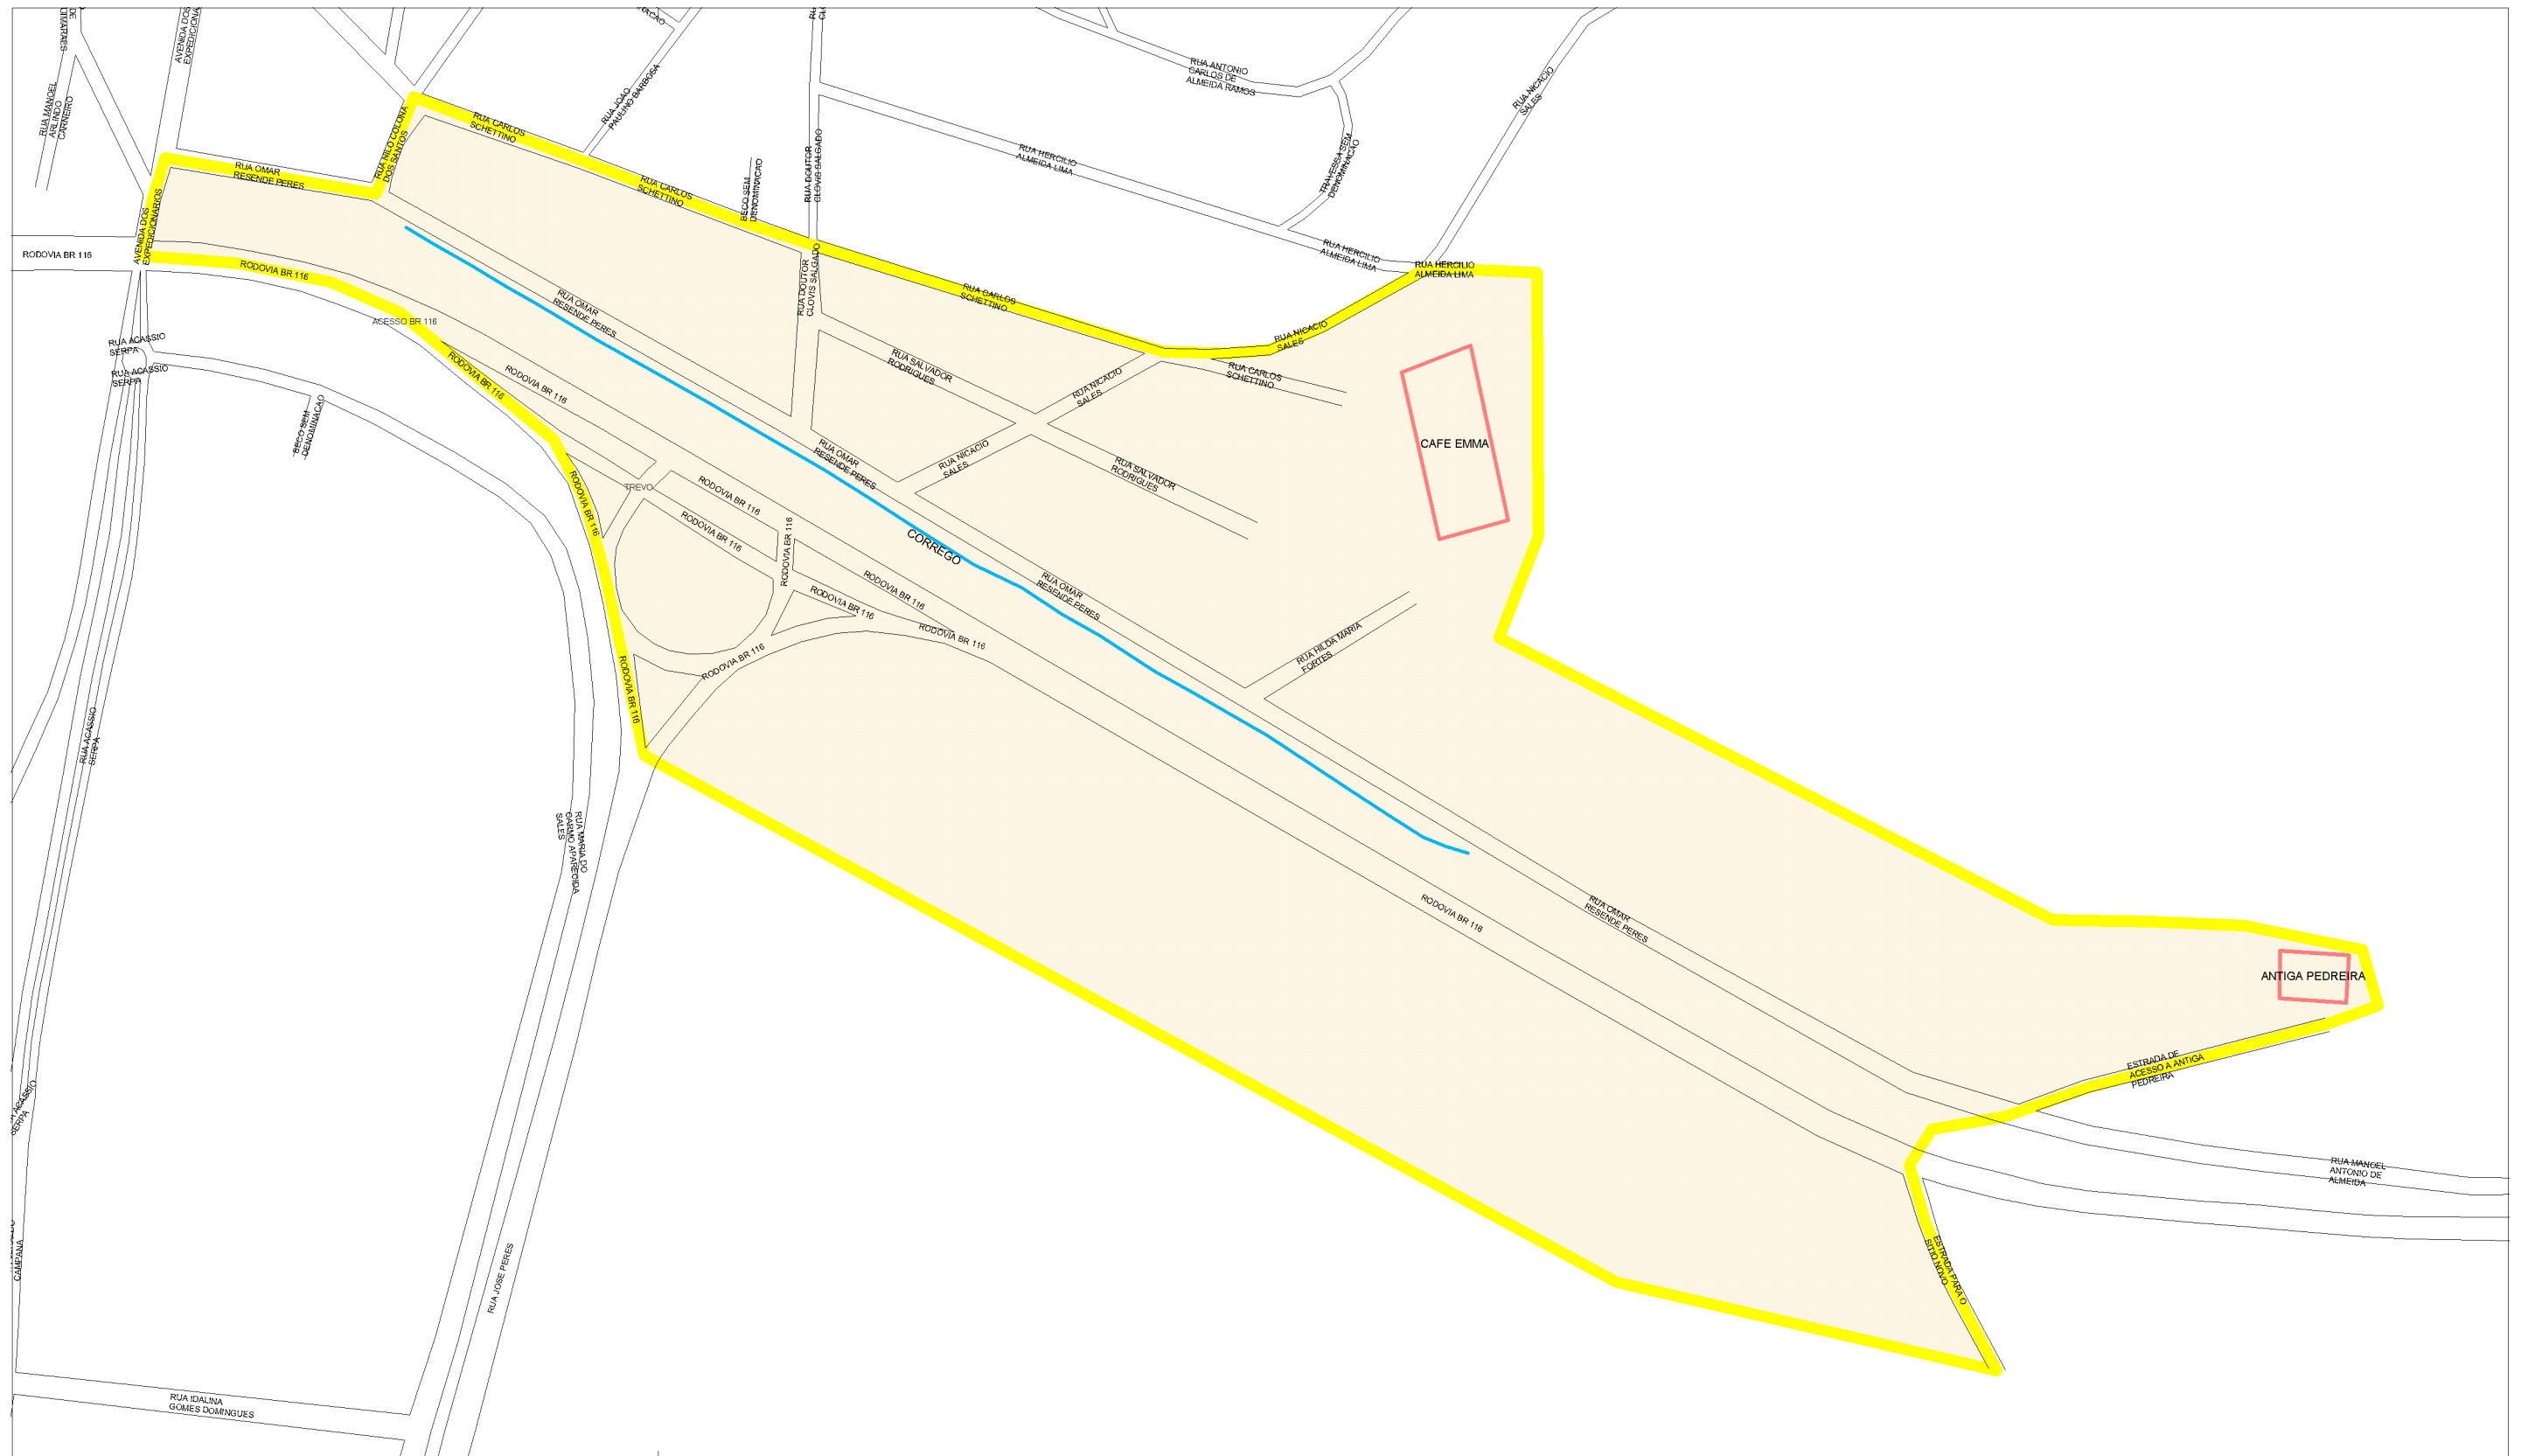 AVENIDA DOS
EXPEDICIONA
RUA MANOEL
ARLINDO
CARNEIRO
RUA JOAO
PAULINO BARBOSA
RUA ANTONIO
CARLOS DE
ALMEIDA RAMOS
RUA NICACIO
SALES
RUA NILO COLONA
DOS SANTOS
RUA CARLOS
SCHETTINO
RUA OMAR
RESENDE PERES
RUA CARLOS
SCHETTINO
BECO SEM
DENOMINACAO
RUA DOUTOR
CLOVIS SALGADO
RUA HERCILIO
ALMEIDA LIMA
TRAVESSA SEM
DENOMINACAO
AVENIDA DOS
EXPEDICIONARIOS
RODOVIA BR 116
RODOVIA BR 116
RUA DOUTOR
CLOVIS SALGADO
RUA HERCILIO
ALMEIDA LIMA
RUA HERCILIO
ALMEIDA LIMA
RUA OMAR
RESENDE PERES
RUA CARLOS
SCHETTINO
ACESSO BR 116
RUA NICACIO
SALES
RUA ACASSIO
SERPA
RUA ACASSIO
SERPA
RODOVIA BR 116
RODOVIA BR 116
RUA SALVADOR
RODRIGUES
RUA NICACIO
SALES
RUA CARLOS
SCHETTINO
BECO SEM
DENOMINACAO
CAFE EMMA
RUA OMAR
RESENDE PERES
RUA NICACIO
SALES
RUA SALVADOR
RODRIGUES
TREVO
RODOVIA BR 116
RODOVIA BR 116
RODOVIA BR 116
RODOVIA BR 116
CORREGO
RODOVIA BR 116
RODOVIA BR 116
RUA OMAR
RESENDE PERES
RODOVIA BR 116
RODOVIA BR 116
RODOVIA BR 116
RUA HILDA MARIA
FORTES
RUA ACASSIO
SERPA
RUA MARIA DO
CARMO APARECIDA
SALES
RODOVIA BR 116
RUA OMAR
RESENDE PERES
ANTIGA PEDREIRA
ESTRADA DE
ACESSO A ANTIGA
PEDREIRA
ACASSIO
SERPA
RUA MANOEL
ANTONIO DE
ALMEIDA
CAMPANA
RUA JOSE PERES
ESTRADA PARA O
SITIO NOVO
RUA IDALINA
GOMES DOMINGUES